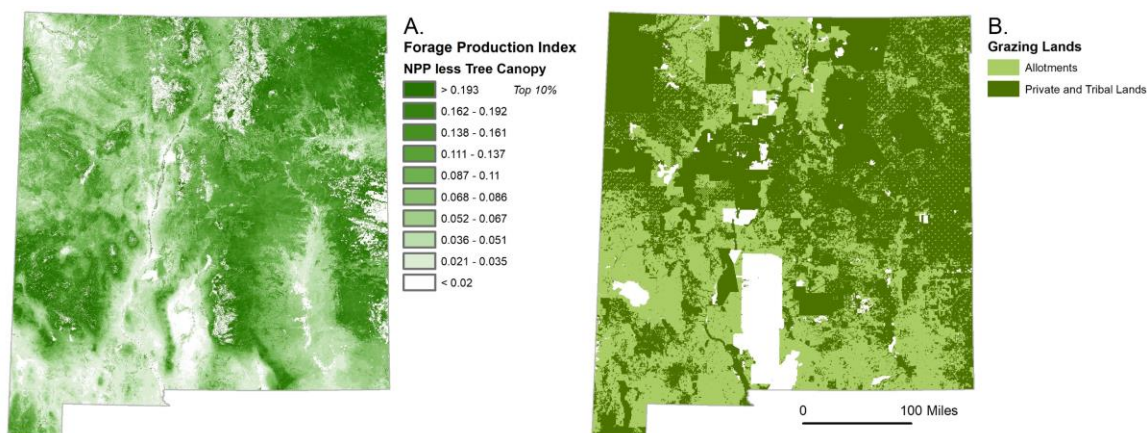 A.
Forage Production Index
NPP less Tree Canopy
> 0.193 Top 10%
0.162 - 0.192
0.138 - 0.161
0.111 - 0.137
0.087 - 0.11
0.068 - 0.086
0.052 - 0.067
0.036 - 0.051
0.021 - 0.035
< 0.02
B.
Grazing Lands
Allotments
Private and Tribal Lands
0 100 Miles